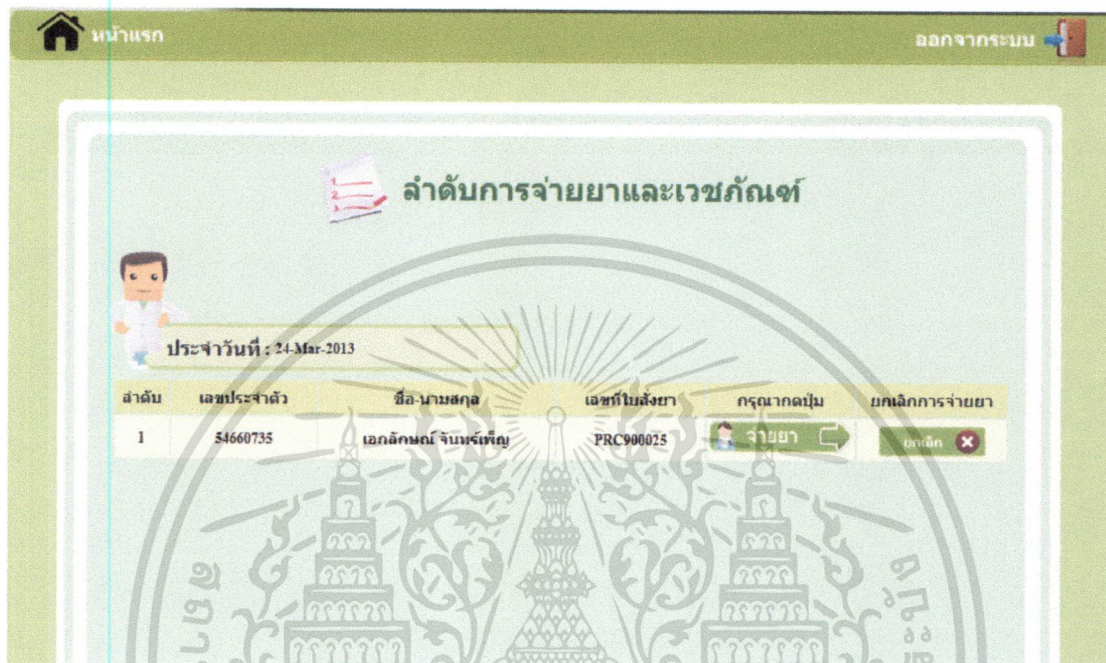 หน้าแรก ออกจากระบบ
1.
2.
3.
ลำดับการจ่ายยาและเวชภัณฑ์
ประจำวันที่ : 24-Mar-2013
ลำดับ เลขประจำตัว ชื่อ-นามสกุล เลขที่ใบสั่งยา กรุณากดปุ่ม ยกเลิกการจ่ายยา
1 54660735 เอกลักษณ์ จันทร์เพ็ญ PRC900025 จ่ายยา ยกเลิก